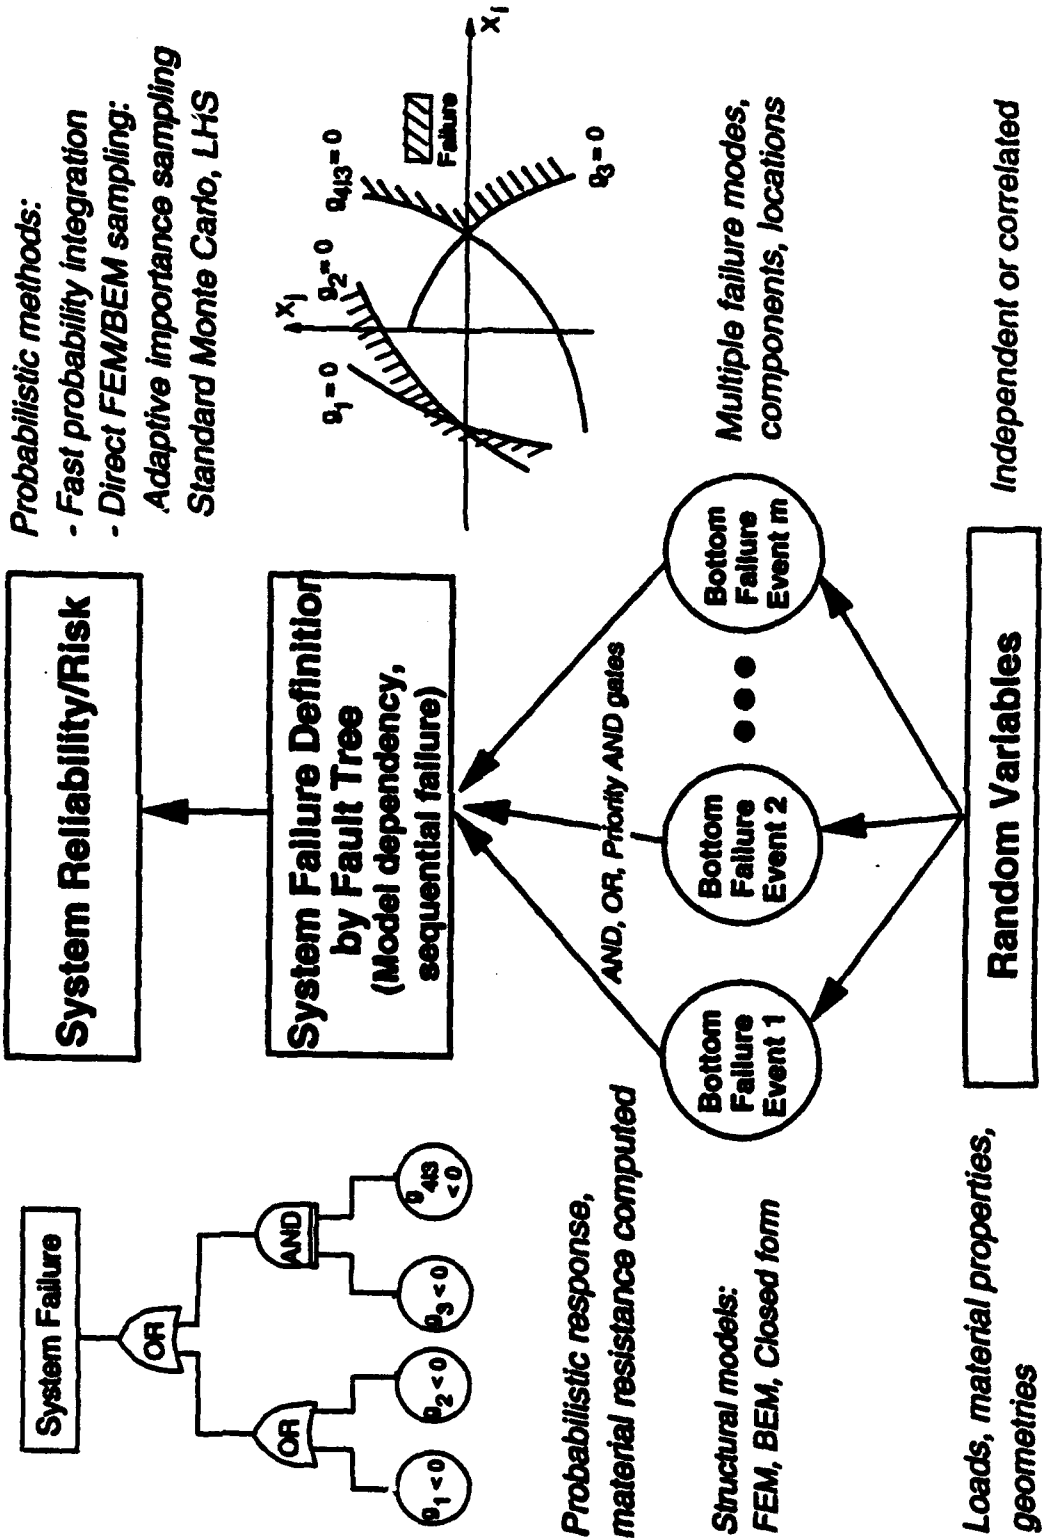 System Failure
OR
OR
AND
g1 < 0
g2 < 0
g3 < 0
g4I3
< 0
System Reliability/Risk
System Failure Definition
by Fault Tree
(Model dependency,
sequential failure)
Probabilistic methods:
- Fast probability integration
- Direct FEM/BEM sampling:
Adaptive importance sampling
Standard Monte Carlo, LHS
xj
g1 = 0
g2 = 0
g4I3 = 0
Failure
xi
g3 = 0
Probabilistic response,
material resistance computed
AND, OR, Priority AND gates
Structural models:
FEM, BEM, Closed form
Bottom
Failure
Event 1
Bottom
Failure
Event 2
Bottom
Failure
Event m
Multiple failure modes,
components, locations
Loads, material properties,
geometries
Random Variables
Independent or correlated